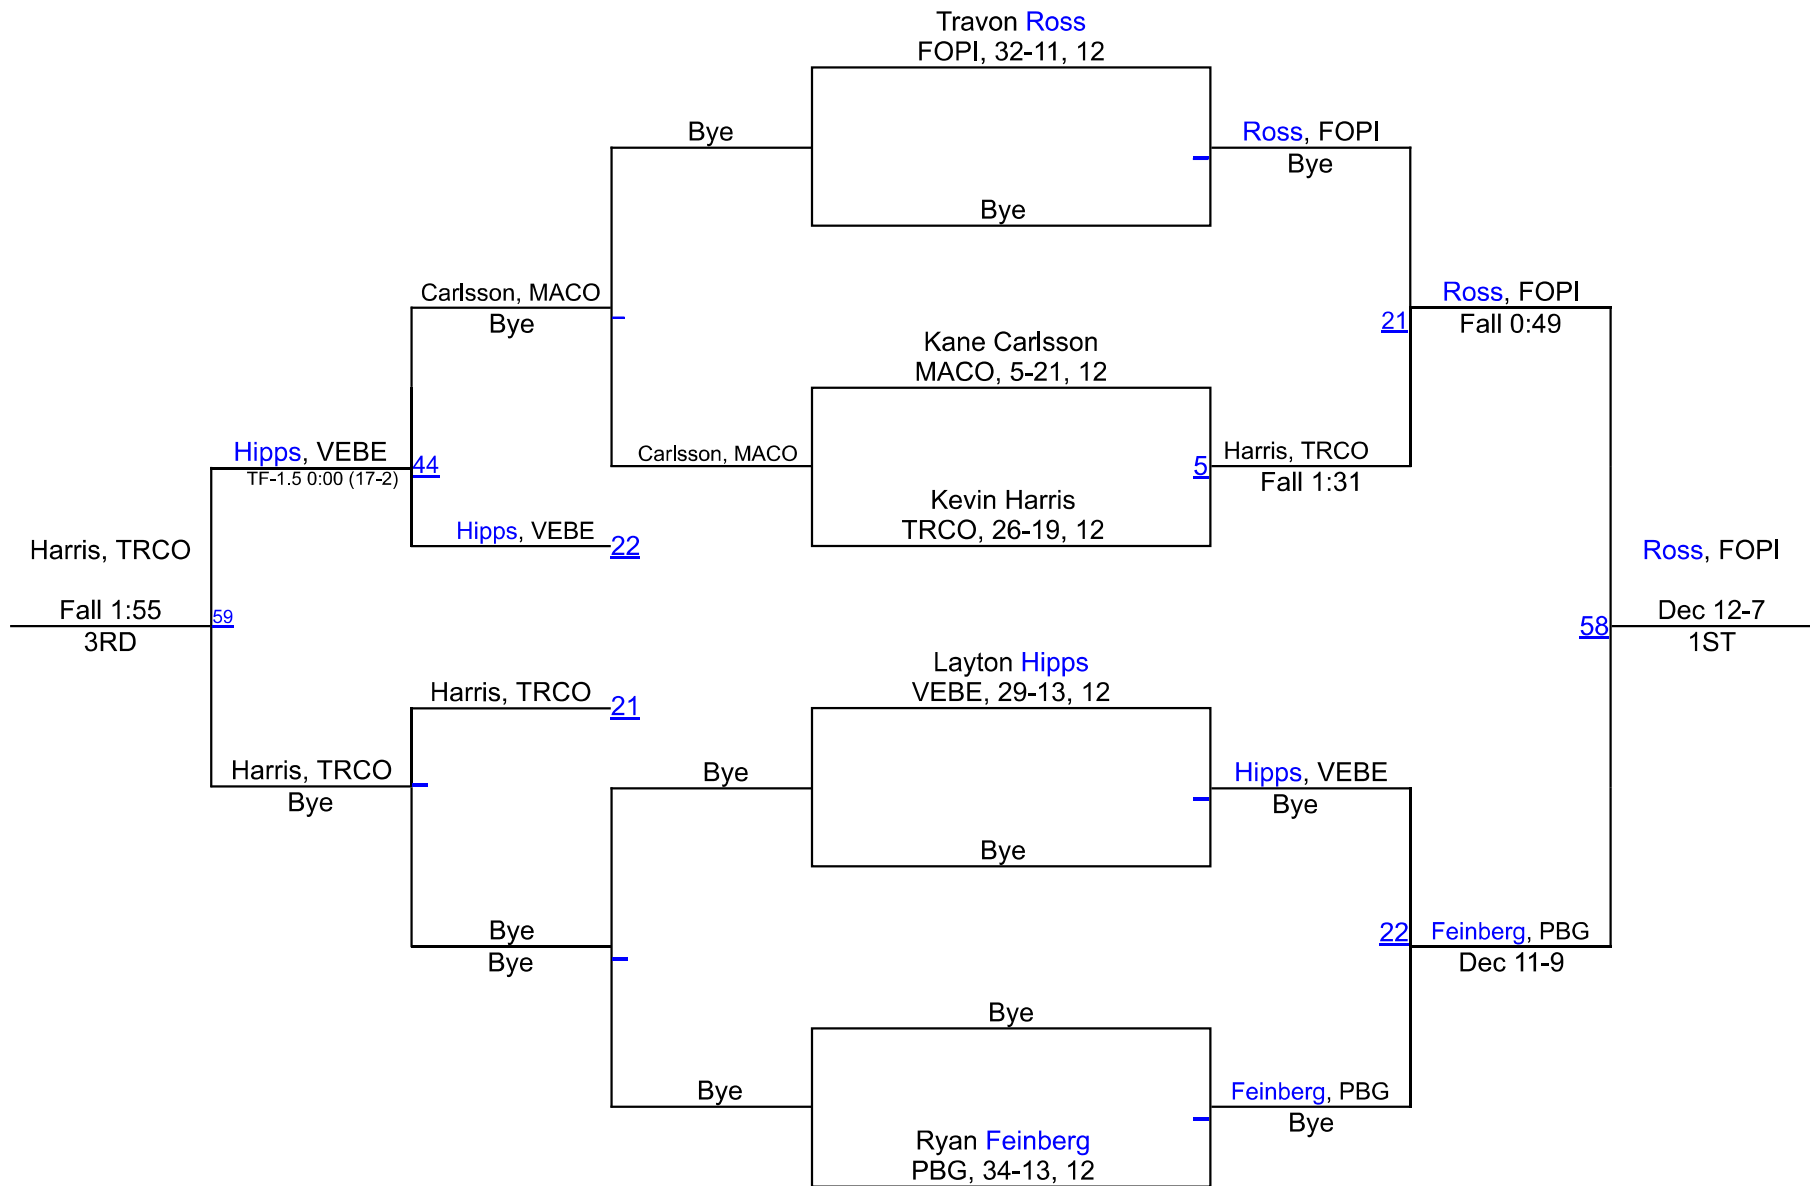 Travon Ross
FOPI, 32-11, 12
Bye
Ross, FOPI
Bye
Bye
Carlsson, MACO
Bye
Ross, FOPI
21
Fall 0:49
Kane Carlsson
MACO, 5-21, 12
Hipps, VEBE
44
TF-1.5 0:00 (17-2)
Carlsson, MACO
5
Harris, TRCO
Fall 1:31
Kevin Harris
TRCO, 26-19, 12
Hipps, VEBE
22
Harris, TRCO
Ross, FOPI
Fall 1:55
59
3RD
58
Dec 12-7
1ST
Layton Hipps
VEBE, 29-13, 12
Harris, TRCO
21
Harris, TRCO
Bye
Bye
Hipps, VEBE
Bye
Bye
Bye
Bye
22
Feinberg, PBG
Dec 11-9
Bye
Bye
Feinberg, PBG
Bye
Ryan Feinberg
PBG, 34-13, 12